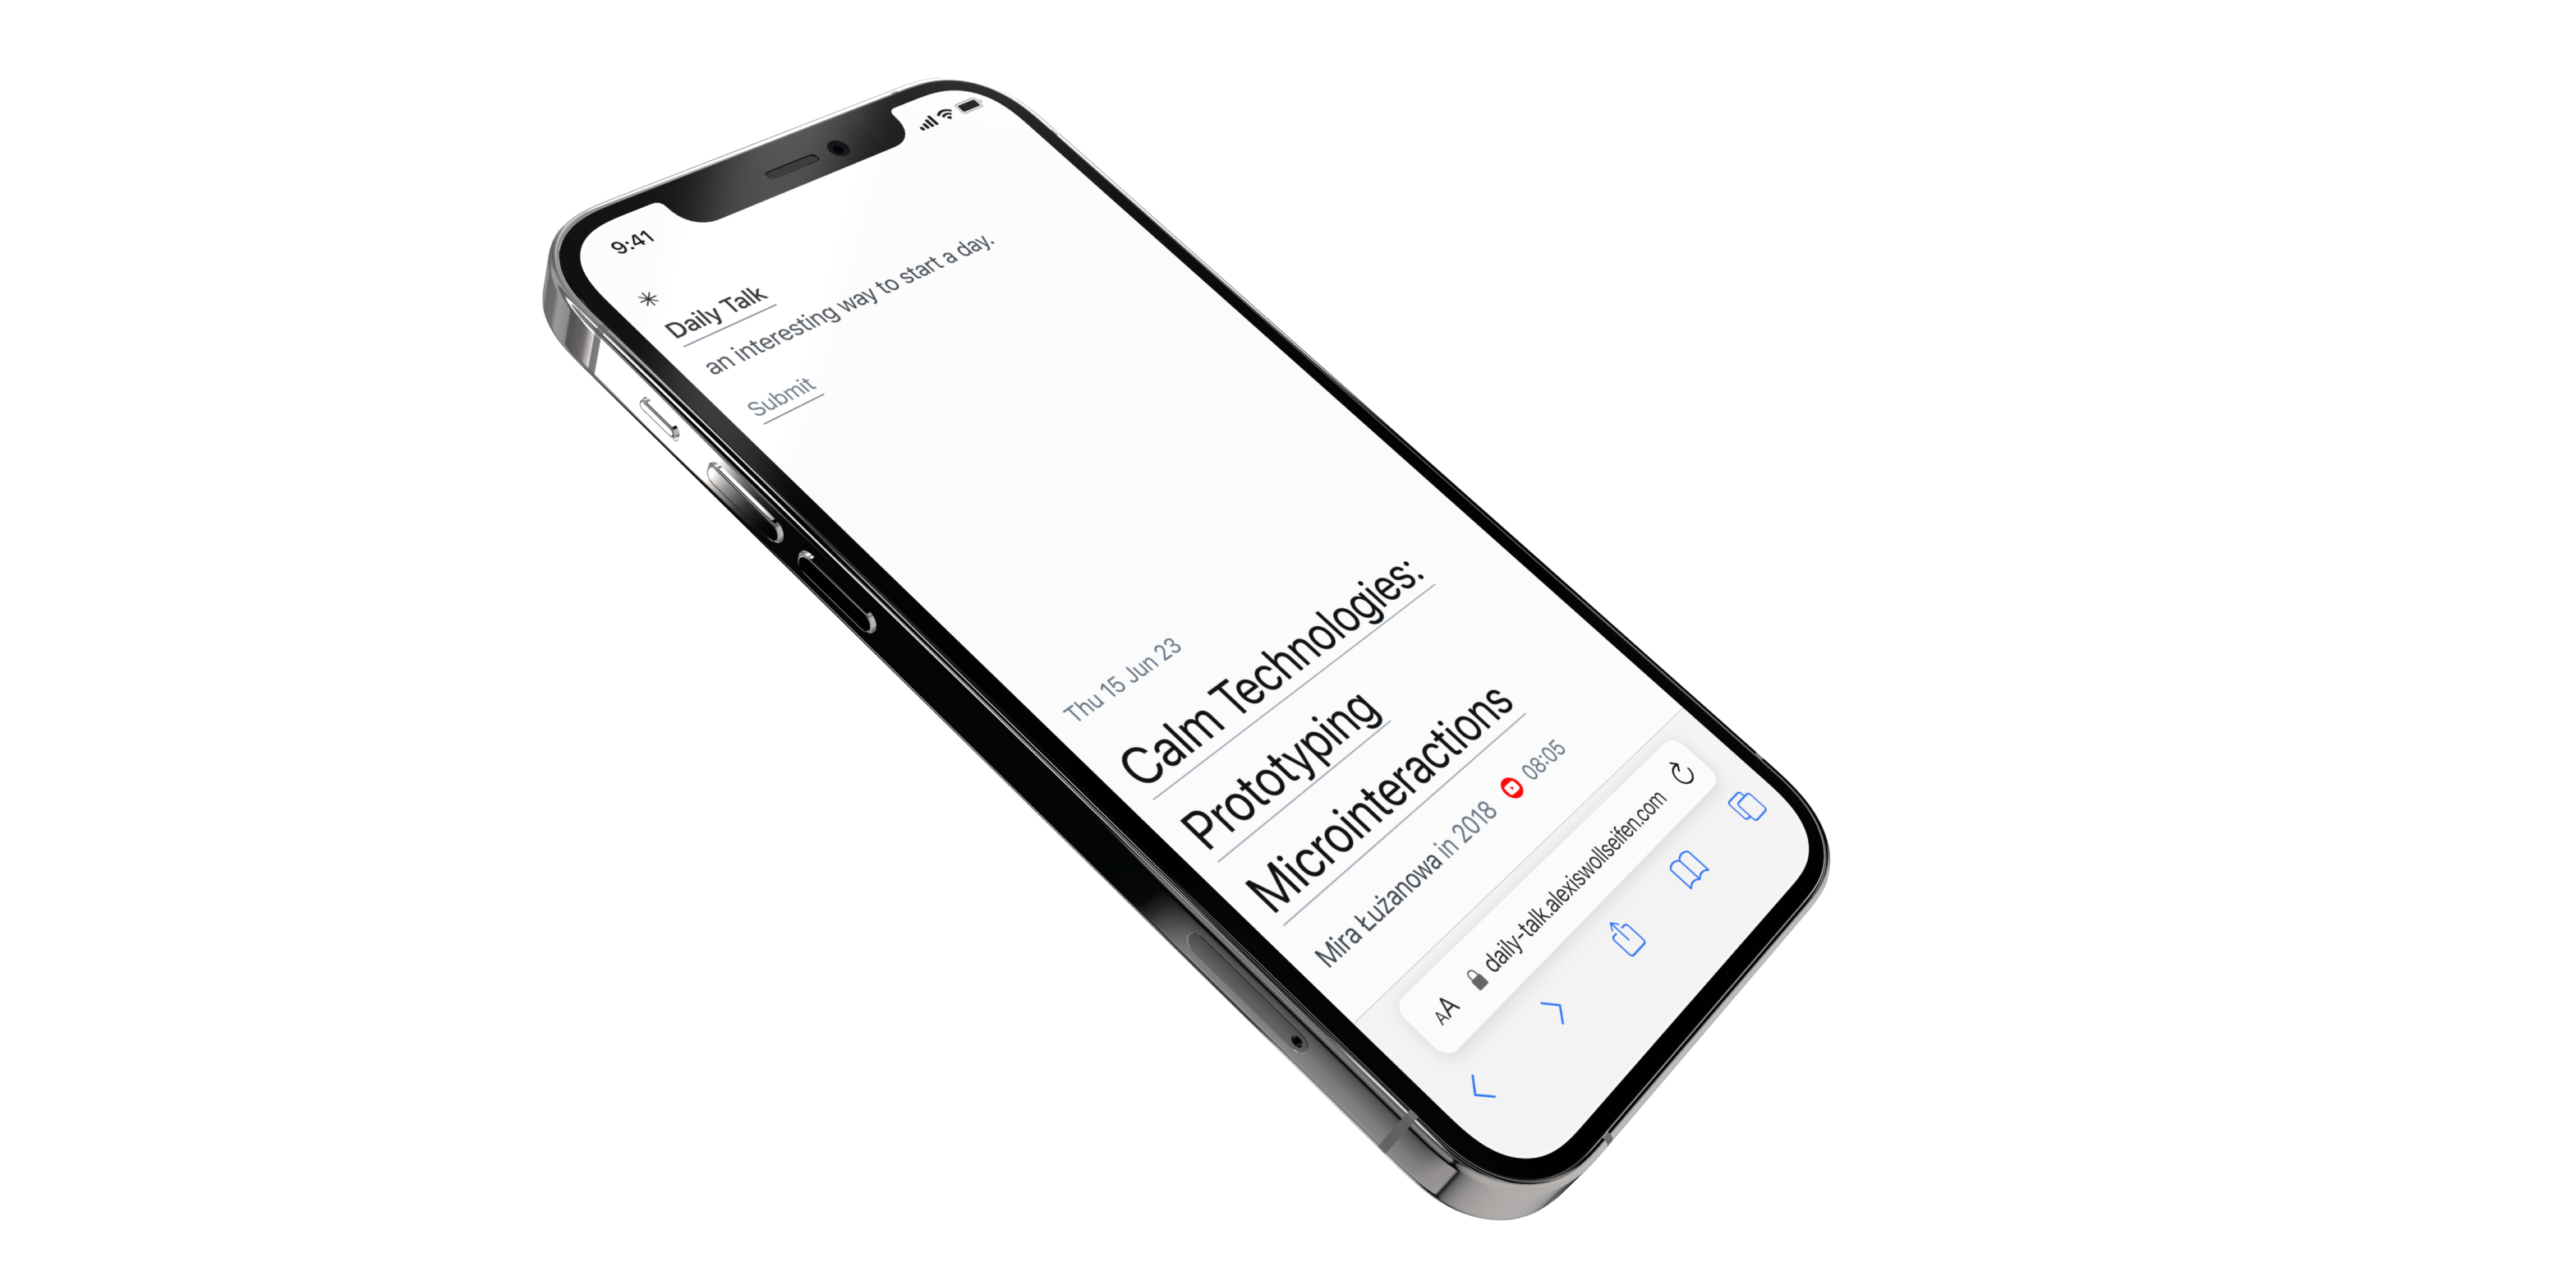 9:41
Daily Talk
an interesting way to start a day.
Submit
Thu 15 Jun 23
Calm Technologies:
Prototyping
Microinteractions
Mira Łużanowa in 2018 08:05
AA daily-talk.alexiswollseifen.com